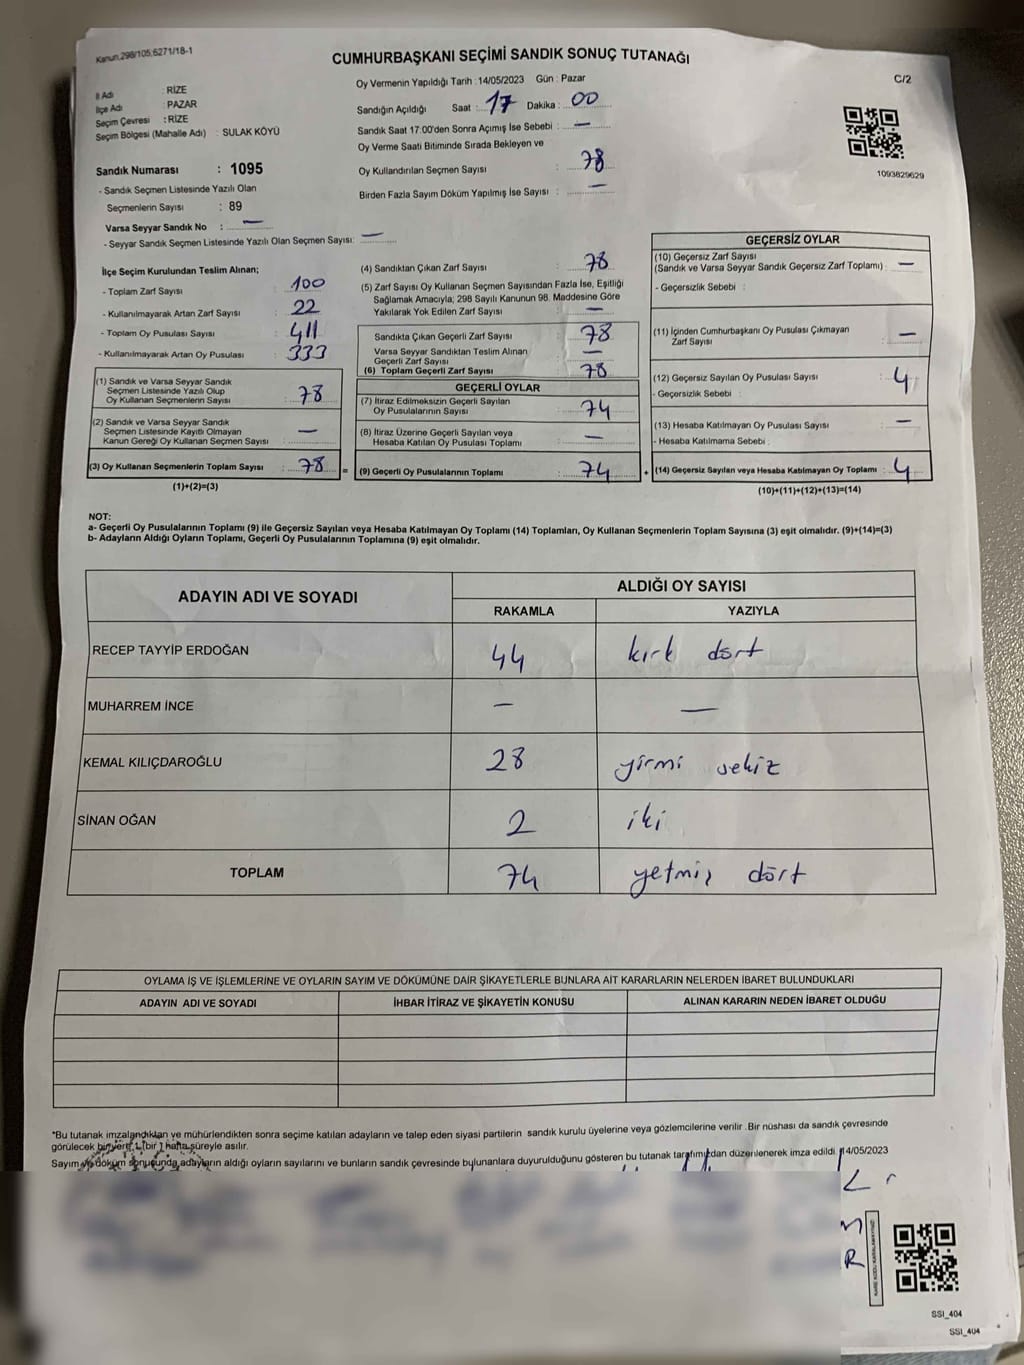 Kanun.298/105;6271/18-1
CUMHURBAŞKANI SEÇİMİ SANDIK SONUÇ TUTANAĞI
C/2
İl Adı : RİZE
İlçe Adı : PAZAR
Seçim Çevresi : RİZE
Seçim Bölgesi (Mahalle Adı) : SULAK KÖYÜ
Oy Vermenin Yapıldığı Tarih : 14/05/2023 Gün : Pazar
Sandığın Açıldığı Saat : 17 Dakika : 00
Sandık Saat 17:00'den Sonra Açımış İse Sebebi : —
Oy Verme Saati Bitiminde Sırada Bekleyen ve
Oy Kullandırılan Seçmen Sayısı : 78
Birden Fazla Sayım Döküm Yapılmış İse Sayısı : —
1093829629
Sandık Numarası : 1095
- Sandık Seçmen Listesinde Yazılı Olan
Seçmenlerin Sayısı : 89
Varsa Seyyar Sandık No : —
- Seyyar Sandık Seçmen Listesinde Yazılı Olan Seçmen Sayısı: —
İlçe Seçim Kurulundan Teslim Alınan;
- Toplam Zarf Sayısı : 100
- Kullanılmayarak Artan Zarf Sayısı : 22
- Toplam Oy Pusulası Sayısı : 411
- Kullanılmayarak Artan Oy Pusulası : 333
(1) Sandık ve Varsa Seyyar Sandık
Seçmen Listesinde Yazılı Olup
Oy Kullanan Seçmenlerin Sayısı : 78
(2) Sandık ve Varsa Seyyar Sandık
Seçmen Listesinde Kayıtlı Olmayan
Kanun Gereği Oy Kullanan Seçmen Sayısı : —
(3) Oy Kullanan Seçmenlerin Toplam Sayısı : 78 =
(1)+(2)=(3)
(4) Sandıktan Çıkan Zarf Sayısı : 78
(5) Zarf Sayısı Oy Kullanan Seçmen Sayısından Fazla İse, Eşitliği
Sağlamak Amacıyla; 298 Sayılı Kanunun 98. Maddesine Göre
Yakılarak Yok Edilen Zarf Sayısı : —
Sandıkta Çıkan Geçerli Zarf Sayısı : 78
Varsa Seyyar Sandıktan Teslim Alınan
Geçerli Zarf Sayısı : —
(6) Toplam Geçerli Zarf Sayısı : 78
GEÇERLİ OYLAR
(7) İtiraz Edilmeksizin Geçerli Sayılan
Oy Pusulalarının Sayısı : 74
(8) İtiraz Üzerine Geçerli Sayılan veya
Hesaba Katılan Oy Pusulası Toplamı : —
(9) Geçerli Oy Pusulalarının Toplamı : 74 +
GEÇERSİZ OYLAR
(10) Geçersiz Zarf Sayısı
(Sandık ve Varsa Seyyar Sandık Geçersiz Zarf Toplamı) : —
- Geçersizlik Sebebi :
(11) İçinden Cumhurbaşkanı Oy Pusulası Çıkmayan
Zarf Sayısı : —
(12) Geçersiz Sayılan Oy Pusulası Sayısı : 4
- Geçersizlik Sebebi :
(13) Hesaba Katılmayan Oy Pusulası Sayısı : —
- Hesaba Katılmama Sebebi :
(14) Geçersiz Sayılan veya Hesaba Katılmayan Oy Toplamı : 4
(10)+(11)+(12)+(13)=(14)
NOT:
a- Geçerli Oy Pusulalarının Toplamı (9) ile Geçersiz Sayılan veya Hesaba Katılmayan Oy Toplamı (14) Toplamları, Oy Kullanan Seçmenlerin Toplam Sayısına (3) eşit olmalıdır. (9)+(14)=(3)
b- Adayların Aldığı Oyların Toplamı, Geçerli Oy Pusulalarının Toplamına (9) eşit olmalıdır.
ADAYIN ADI VE SOYADI
ALDIĞI OY SAYISI
RAKAMLA YAZIYLA
RECEP TAYYİP ERDOĞAN 44 kırk dört
MUHARREM İNCE — —
KEMAL KILIÇDAROĞLU 28 yirmi sekiz
SİNAN OĞAN 2 iki
TOPLAM 74 yetmiş dört
OYLAMA İŞ VE İŞLEMLERİNE VE OYLARIN SAYIM VE DÖKÜMÜNE DAİR ŞİKAYETLERLE BUNLARA AİT KARARLARIN NELERDEN İBARET BULUNDUKLARI
ADAYIN ADI VE SOYADI İHBAR İTİRAZ VE ŞİKAYETİN KONUSU ALINAN KARARIN NEDEN İBARET OLDUĞU
*Bu tutanak imzalandıktan ve mühürlendikten sonra seçime katılan adayların ve talep eden siyasi partilerin sandık kurulu üyelerine veya gözlemcilerine verilir. Bir nüshası da sandık çevresinde
görülecek bir yere 1 (bir) hafta süreyle asılır.
Sayım ve döküm sonucunda adayların aldığı oyların sayılarını ve bunların sandık çevresinde bulunanlara duyurulduğunu gösteren bu tutanak tarafımızdan düzenlenerek imza edildi. 14/05/2023
KARE KODU KARALAMAYINIZ
SSI_404
SSI_404